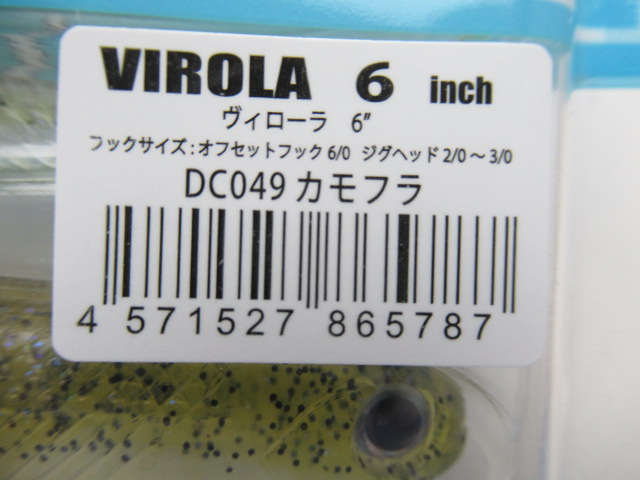 VIROLA 6 inch
ヴィローラ 6"
フックサイズ:オフセットフック 6/0 ジグヘッド 2/0~3/0
DC049 カモフラ
4 571527 865787